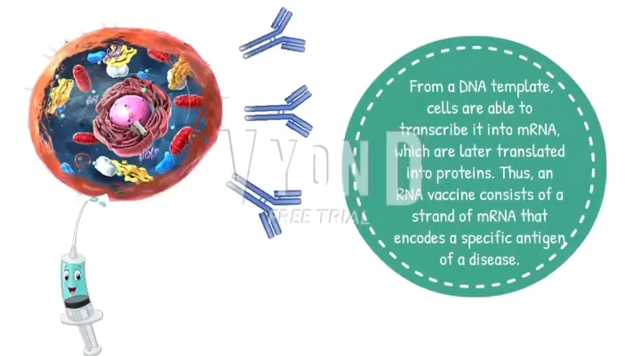 From a DNA template,
cells are able to
transcribe it into mRNA,
which are later translated
into proteins. Thus, an
RNA vaccine consists of a
strand of mRNA that
encodes a specific antigen
of a disease.
VYOND
FREE TRIAL